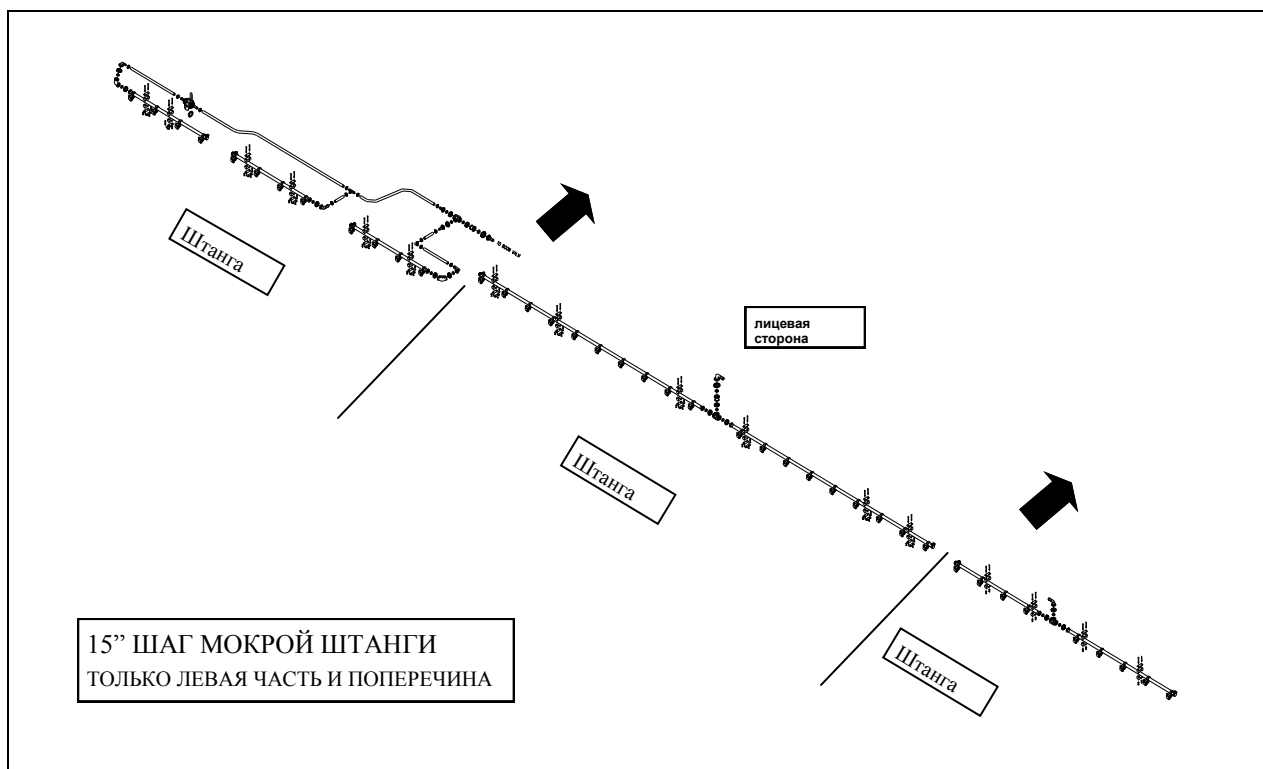 Штанга
лицевая
сторона
Штанга
Штанга
15” ШАГ МОКРОЙ ШТАНГИ
ТОЛЬКО ЛЕВАЯ ЧАСТЬ И ПОПЕРЕЧИНА